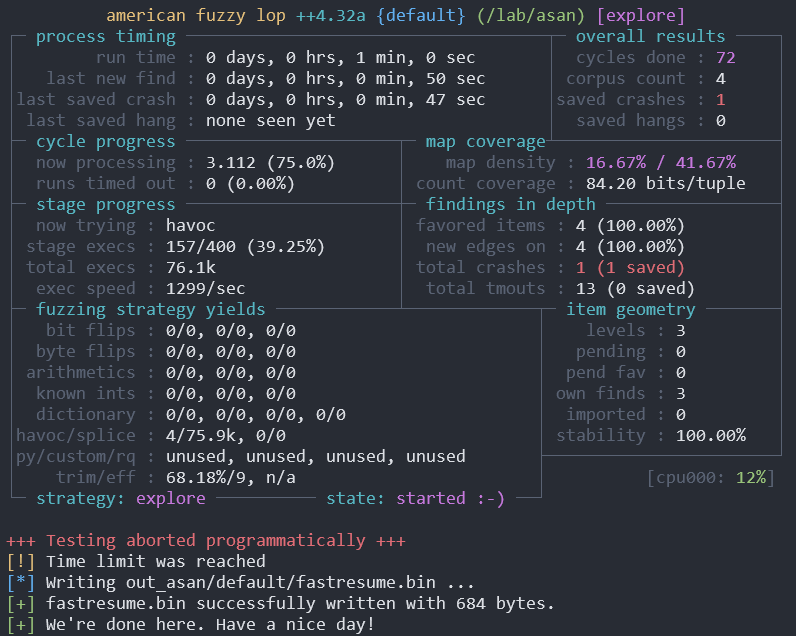 american fuzzy lop ++4.32a {default} (/lab/asan) [explore]
process timing overall results
run time : 0 days, 0 hrs, 1 min, 0 sec cycles done : 72
last new find : 0 days, 0 hrs, 0 min, 50 sec corpus count : 4
last saved crash : 0 days, 0 hrs, 0 min, 47 sec saved crashes : 1
last saved hang : none seen yet saved hangs : 0
cycle progress map coverage
now processing : 3.112 (75.0%) map density : 16.67% / 41.67%
runs timed out : 0 (0.00%) count coverage : 84.20 bits/tuple
stage progress findings in depth
now trying : havoc favored items : 4 (100.00%)
stage execs : 157/400 (39.25%) new edges on : 4 (100.00%)
total execs : 76.1k total crashes : 1 (1 saved)
exec speed : 1299/sec total tmouts : 13 (0 saved)
fuzzing strategy yields item geometry
bit flips : 0/0, 0/0, 0/0 levels : 3
byte flips : 0/0, 0/0, 0/0 pending : 0
arithmetics : 0/0, 0/0, 0/0 pend fav : 0
known ints : 0/0, 0/0, 0/0 own finds : 3
dictionary : 0/0, 0/0, 0/0, 0/0 imported : 0
havoc/splice : 4/75.9k, 0/0 stability : 100.00%
py/custom/rq : unused, unused, unused, unused
trim/eff : 68.18%/9, n/a [cpu000: 12%]
strategy: explore state: started :-)
+++ Testing aborted programmatically +++
[!] Time limit was reached
[*] Writing out_asan/default/fastresume.bin ...
[+] fastresume.bin successfully written with 684 bytes.
[+] We're done here. Have a nice day!